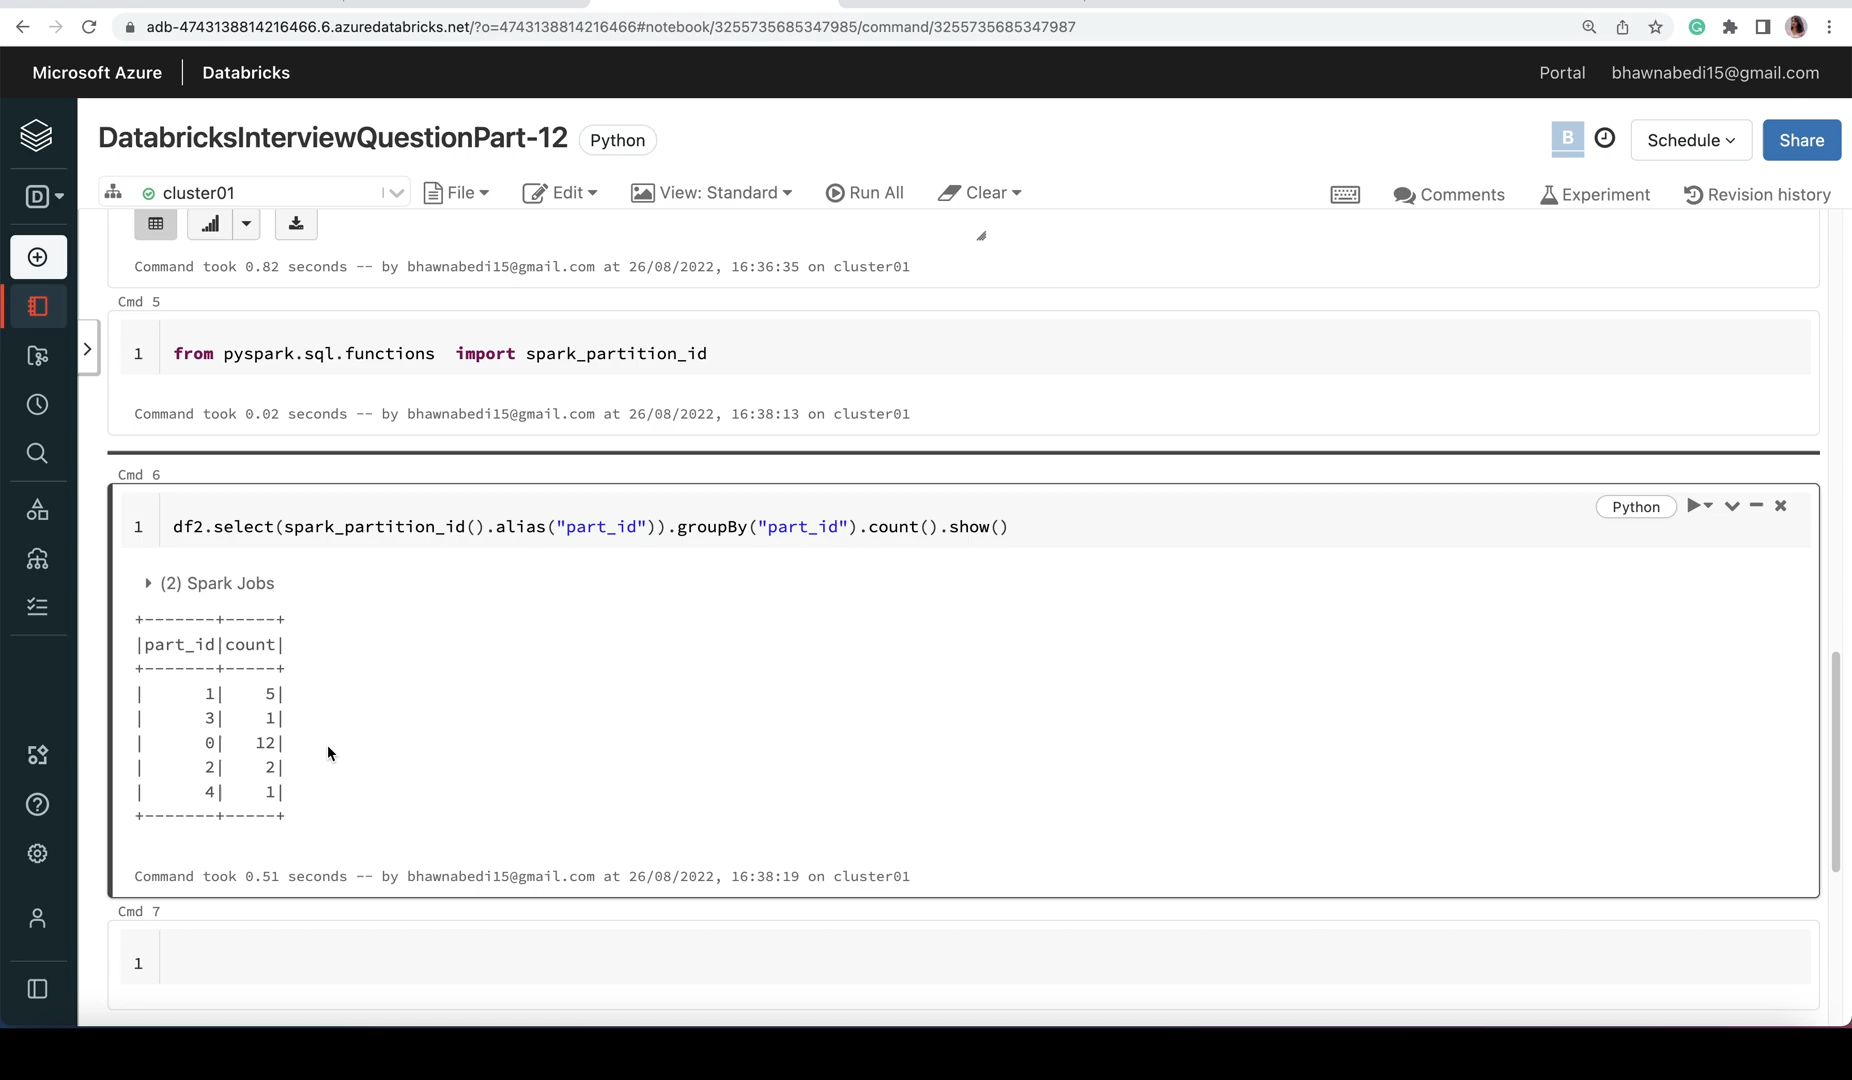 adb-4743138814216466.6.azuredatabricks.net/?o=4743138814216466#notebook/3255735685347985/command/3255735685347987
Microsoft Azure Databricks Portal bhawnabedi15@gmail.com
DatabricksInterviewQuestionPart-12 Python B Schedule Share
D cluster01 File Edit View: Standard Run All Clear Comments Experiment Revision history
Command took 0.82 seconds -- by bhawnabedi15@gmail.com at 26/08/2022, 16:36:35 on cluster01
Cmd 5
1 from pyspark.sql.functions  import spark_partition_id
Command took 0.02 seconds -- by bhawnabedi15@gmail.com at 26/08/2022, 16:38:13 on cluster01
Cmd 6
Python
1 df2.select(spark_partition_id().alias("part_id")).groupBy("part_id").count().show()
(2) Spark Jobs
+-------+-----+
|part_id|count|
+-------+-----+
|      1|    5|
|      3|    1|
|      0|   12|
|      2|    2|
|      4|    1|
+-------+-----+
Command took 0.51 seconds -- by bhawnabedi15@gmail.com at 26/08/2022, 16:38:19 on cluster01
Cmd 7
1